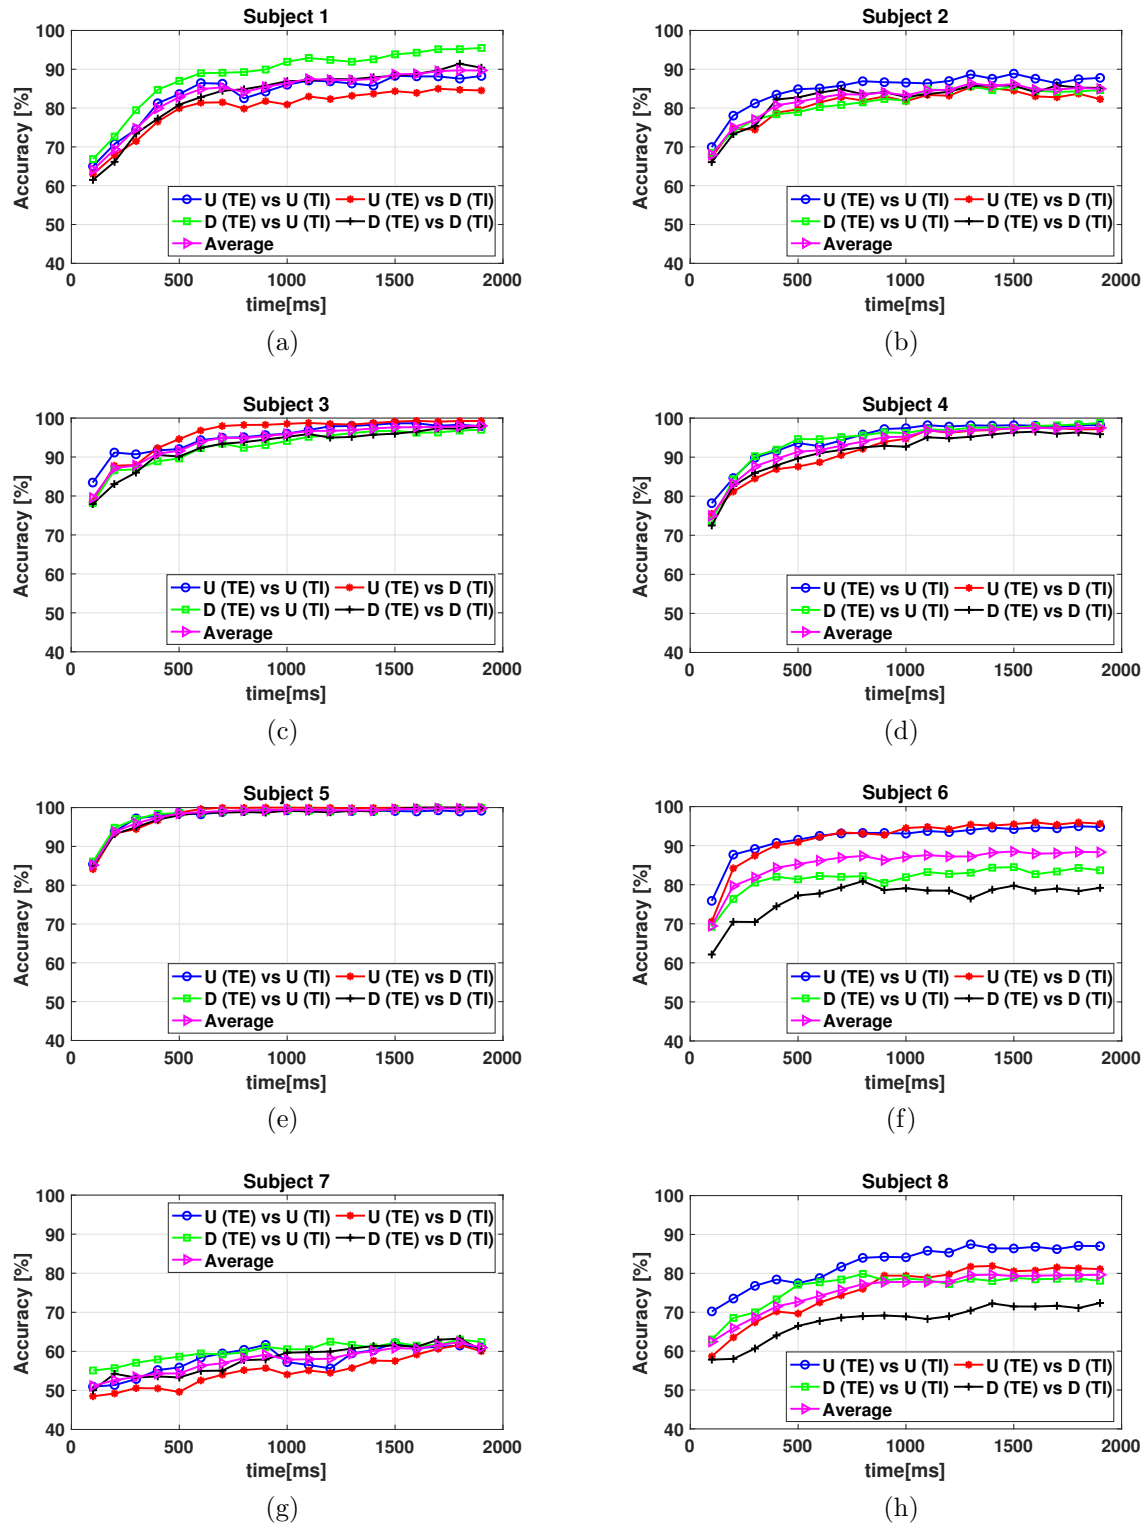 Subject 1
100
90
80
70
60
50
40
Accuracy [%]
U (TE) vs U (TI) U (TE) vs D (TI)
D (TE) vs U (TI) D (TE) vs D (TI)
Average
0 500 1000 1500 2000
time[ms]
(a)
Subject 2
100
90
80
70
60
50
40
Accuracy [%]
U (TE) vs U (TI) U (TE) vs D (TI)
D (TE) vs U (TI) D (TE) vs D (TI)
Average
0 500 1000 1500 2000
time[ms]
(b)
Subject 3
100
90
80
70
60
50
40
Accuracy [%]
U (TE) vs U (TI) U (TE) vs D (TI)
D (TE) vs U (TI) D (TE) vs D (TI)
Average
0 500 1000 1500 2000
time[ms]
(c)
Subject 4
100
90
80
70
60
50
40
Accuracy [%]
U (TE) vs U (TI) U (TE) vs D (TI)
D (TE) vs U (TI) D (TE) vs D (TI)
Average
0 500 1000 1500 2000
time[ms]
(d)
Subject 5
100
90
80
70
60
50
40
Accuracy [%]
U (TE) vs U (TI) U (TE) vs D (TI)
D (TE) vs U (TI) D (TE) vs D (TI)
Average
0 500 1000 1500 2000
time[ms]
(e)
Subject 6
100
90
80
70
60
50
40
Accuracy [%]
U (TE) vs U (TI) U (TE) vs D (TI)
D (TE) vs U (TI) D (TE) vs D (TI)
Average
0 500 1000 1500 2000
time[ms]
(f)
Subject 7
100
90
80
70
60
50
40
Accuracy [%]
U (TE) vs U (TI) U (TE) vs D (TI)
D (TE) vs U (TI) D (TE) vs D (TI)
Average
0 500 1000 1500 2000
time[ms]
(g)
Subject 8
100
90
80
70
60
50
40
Accuracy [%]
U (TE) vs U (TI) U (TE) vs D (TI)
D (TE) vs U (TI) D (TE) vs D (TI)
Average
0 500 1000 1500 2000
time[ms]
(h)